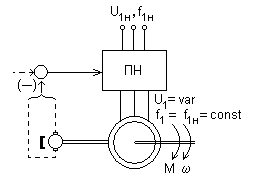 U1н, f1н
ПН
(–)
U1= var
f1 = f1н= const
М ω